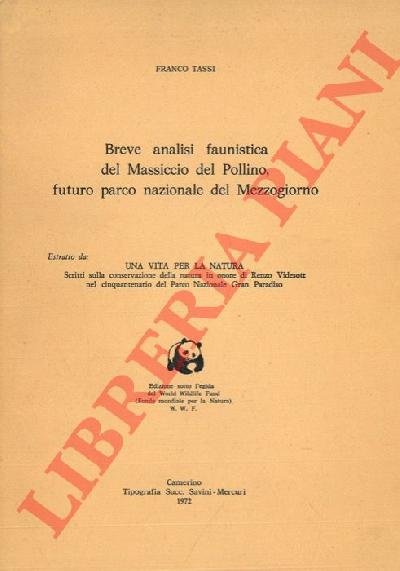 FRANCO TASSI
Breve analisi faunistica
del Massiccio del Pollino,
futuro parco nazionale del Mezzogiorno
Estratto da:
UNA VITA PER LA NATURA
Scritti sulla conservazione della natura in onore di Renzo Videsott
nel cinquantenario del Parco Nazionale Gran Paradiso
Edizione sotto l'egida
del World Wildlife Fund
(Fondo mondiale per la Natura)
W. W. F.
Camerino
Tipografia Succ. Savini-Mercuri
1972
LIBRERIA PIANI